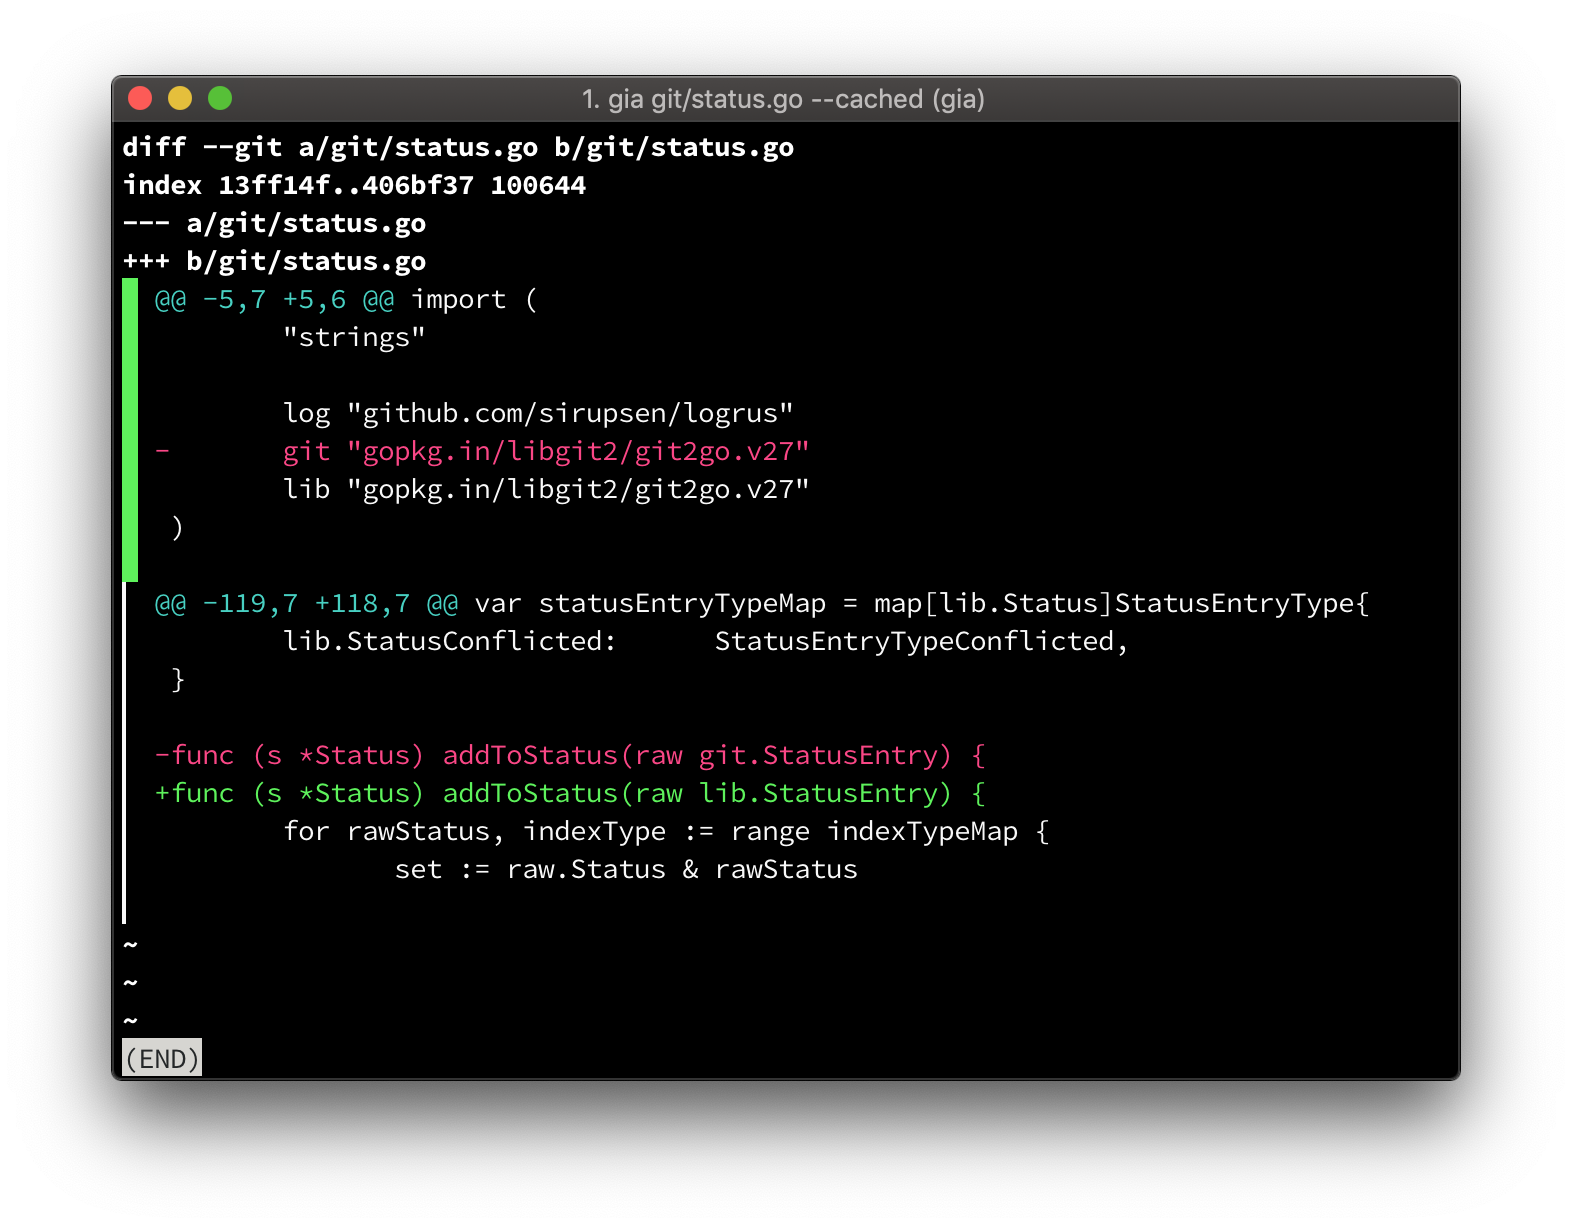 1. gia git/status.go --cached (gia)
diff --git a/git/status.go b/git/status.go
index 13ff14f..406bf37 100644
--- a/git/status.go
+++ b/git/status.go
@@ -5,7 +5,6 @@ import (
        "strings"

        log "github.com/sirupsen/logrus"
-       git "gopkg.in/libgit2/git2go.v27"
        lib "gopkg.in/libgit2/git2go.v27"
 )

@@ -119,7 +118,7 @@ var statusEntryTypeMap = map[lib.Status]StatusEntryType{
        lib.StatusConflicted:      StatusEntryTypeConflicted,
 }

-func (s *Status) addToStatus(raw git.StatusEntry) {
+func (s *Status) addToStatus(raw lib.StatusEntry) {
        for rawStatus, indexType := range indexTypeMap {
               set := raw.Status & rawStatus

~
~
~
(END)